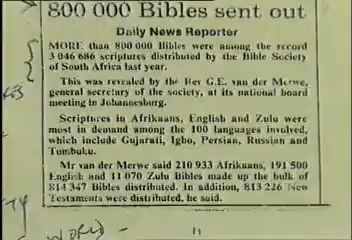 800 000 Bibles sent out
Daily News Reporter
MORE than 800 000 Bibles were among the record
3 046 686 scriptures distributed by the Bible Society
of South Africa last year.
This was revealed by the Rev G.E. van der Merwe,
general secretary of the society, at its national board
meeting in Johannesburg.
Scriptures in Afrikaans, English and Zulu were
most in demand among the 100 languages involved,
which include Gujarati, Igbo, Persian, Russian and
Tumbuku.
Mr van der Merwe said 210 933 Afrikaans, 191 500
English and 11 070 Zulu Bibles made up the bulk of
814 347 Bibles distributed. In addition, 813 226 New
Testaments were distributed, he said.